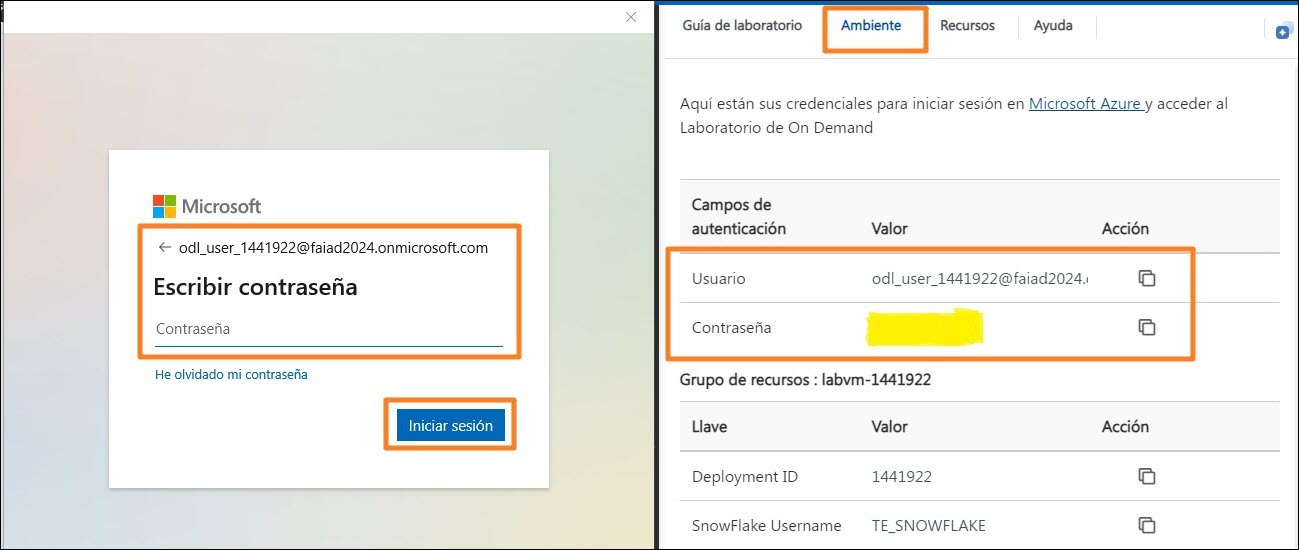 Microsoft
← odl_user_1441922@faiad2024.onmicrosoft.com
Escribir contraseña
Contraseña
He olvidado mi contraseña
Iniciar sesión
Guía de laboratorio Ambiente Recursos Ayuda
Aquí están sus credenciales para iniciar sesión en Microsoft Azure y acceder al
Laboratorio de On Demand
Campos de
autenticación Valor Acción
Usuario odl_user_1441922@faiad2024.
Contraseña
Grupo de recursos : labvm-1441922
Llave Valor Acción
Deployment ID 1441922
SnowFlake Username TE_SNOWFLAKE